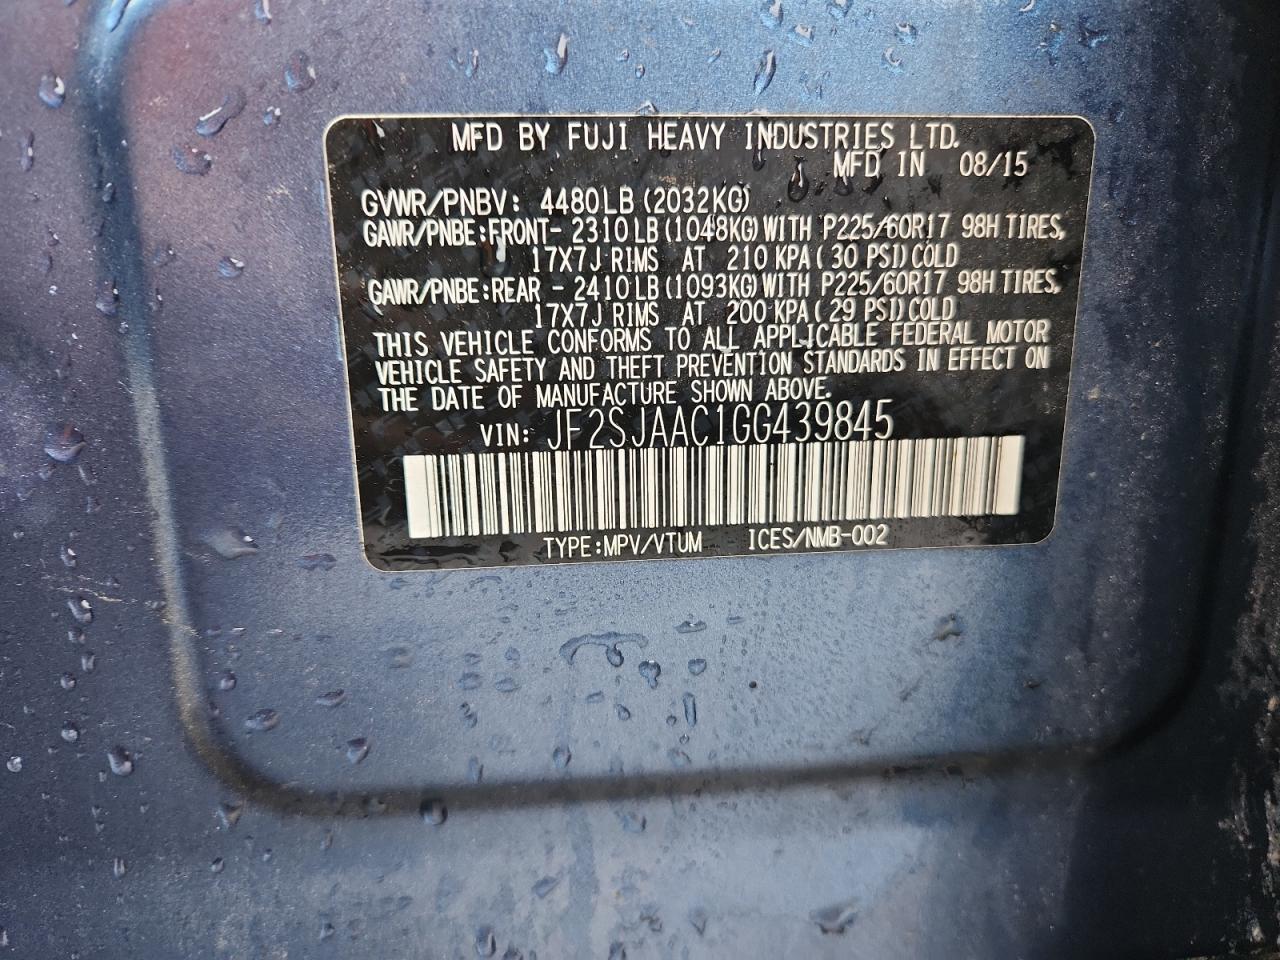 MFD BY FUJI HEAVY INDUSTRIES LTD.
MFD IN 08/15
GVWR/PNBV: 4480LB (2032KG)
GAWR/PNBE:FRONT- 2310LB (1048KG) WITH P225/60R17 98H TIRES,
17X7J RIMS AT 210 KPA (30 PSI) COLD
GAWR/PNBE:REAR - 2410LB (1093KG) WITH P225/60R17 98H TIRES,
17X7J RIMS AT 200 KPA (29 PSI) COLD
THIS VEHICLE CONFORMS TO ALL APPLICABLE FEDERAL MOTOR
VEHICLE SAFETY AND THEFT PREVENTION STANDARDS IN EFFECT ON
THE DATE OF MANUFACTURE SHOWN ABOVE.
VIN: JF2SJAAC1GG439845
TYPE:MPV/VTUM ICES/NMB-002